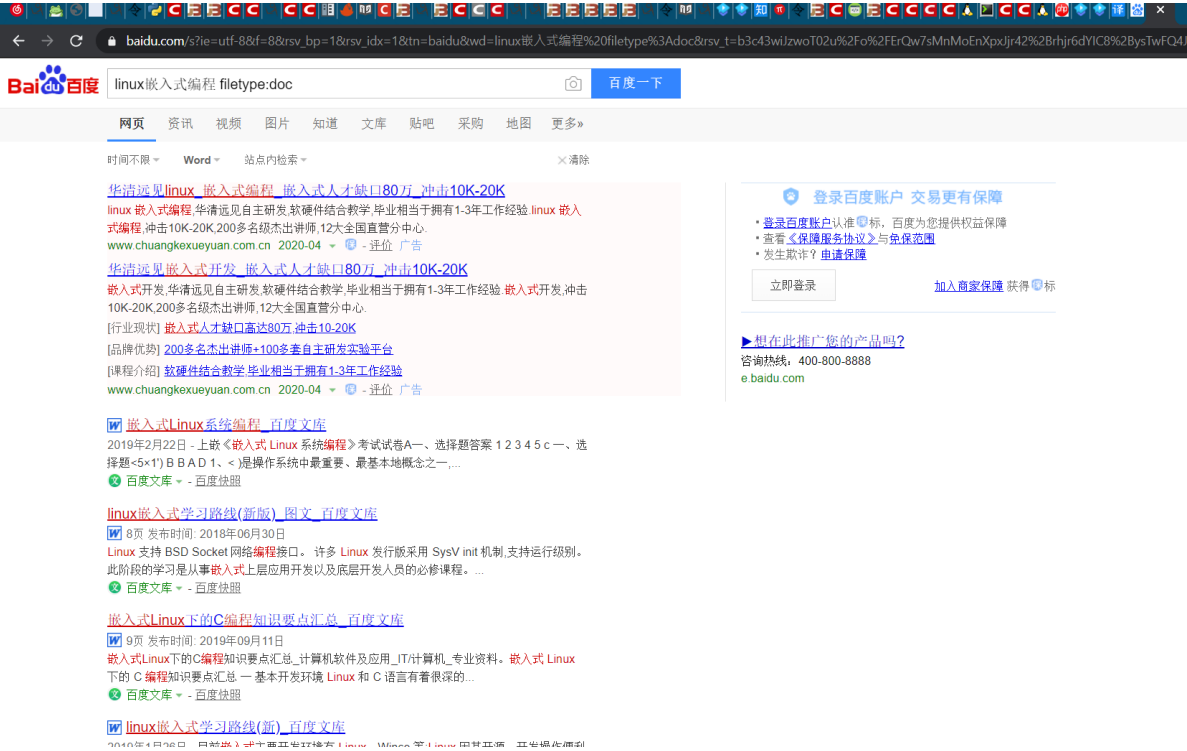 baidu.com/s?ie=utf-8&f=8&rsv_bp=1&rsv_idx=1&tn=baidu&wd=linux嵌入式编程%20filetype%3Adoc&rsv_t=b3c43wiJzwoT02u%2Fo%2FErQw7sMnMoEnXpxJjr42%2Brhjr6dYIC8%2BysTwFQ4J
Bai du 百度
linux嵌入式编程 filetype:doc
百度一下
网页 资讯 视频 图片 知道 文库 贴吧 采购 地图 更多»
时间不限 Word 站点内检索 清除
华清远见linux_嵌入式编程_嵌入式人才缺口80万_冲击10K-20K
linux 嵌入式编程,华清远见自主研发,软硬件结合教学,毕业相当于拥有1-3年工作经验.linux 嵌入
式编程,冲击10K-20K,200多名级杰出讲师,12大全国直营分中心.
www.chuangkexueyuan.com.cn 2020-04 - 评价 广告
华清远见嵌入式开发_嵌入式人才缺口80万_冲击10K-20K
嵌入式开发,华清远见自主研发,软硬件结合教学,毕业相当于拥有1-3年工作经验.嵌入式开发,冲击
10K-20K,200多名级杰出讲师,12大全国直营分中心.
[行业现状] 嵌入式人才缺口高达80万,冲击10-20K
[品牌优势] 200多名杰出讲师+100多套自主研发实验平台
[课程介绍] 软硬件结合教学,毕业相当于拥有1-3年工作经验
www.chuangkexueyuan.com.cn 2020-04 - 评价 广告
嵌入式Linux系统编程_百度文库
2019年2月22日 - 上嵌《嵌入式 Linux 系统编程》考试试卷A一、选择题答案 1 2 3 4 5 c 一、选
择题<5×1') B B A D 1、< )是操作系统中最重要、最基本地概念之一,...
百度文库 - 百度快照
linux嵌入式学习路线(新版)_图文_百度文库
8页 发布时间: 2018年06月30日
Linux 支持 BSD Socket 网络编程接口。 许多 Linux 发行版采用 SysV init 机制,支持运行级别。
此阶段的学习是从事嵌入式上层应用开发以及底层开发人员的必修课程。...
百度文库 - 百度快照
嵌入式Linux下的C编程知识要点汇总_百度文库
9页 发布时间: 2019年09月11日
嵌入式Linux下的C编程知识要点汇总_计算机软件及应用_IT/计算机_专业资料。嵌入式 Linux
下的 C 编程知识要点汇总 一 基本开发环境 Linux 和 C 语言有着很深的...
百度文库 - 百度快照
linux嵌入式学习路线(新)_百度文库
2019年1月26日 - 目前嵌入式主要开发环境有 Linux、Wince 等;Linux 因其开源、开发操作便利
登录百度账户 交易更有保障
登录百度账户认准标，百度为您提供权益保障
查看《保障服务协议》与免保范围
发生欺诈？申请保障
立即登录
加入商家保障 获得标
▶想在此推广您的产品吗?
咨询热线：400-800-8888
e.baidu.com